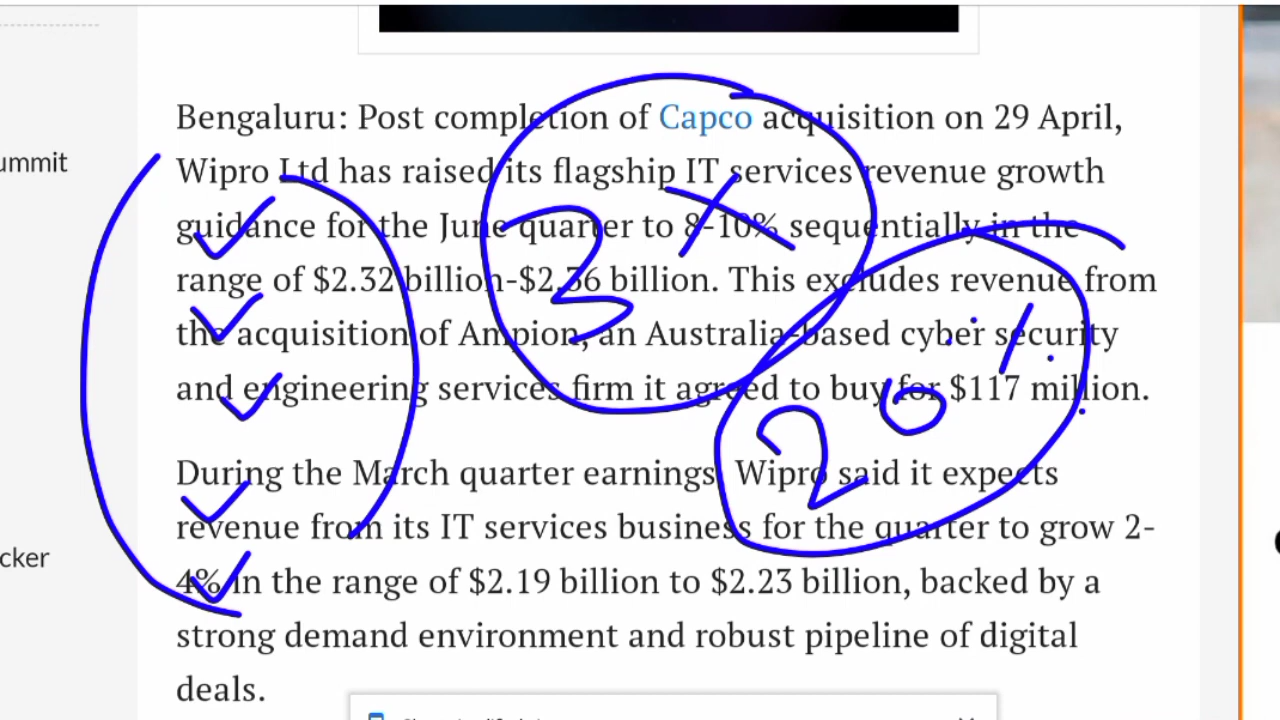 Bengaluru: Post completion of Capco acquisition on 29 April,
ummit
Wipro Ltd has raised its flagship IT services revenue growth
guidance for the June quarter to 8-10% sequentially in the
range of $2.32 billion-$2.36 billion. This excludes revenue from
the acquisition of Ampion, an Australia-based cyber security
and engineering services firm it agreed to buy for $117 million.
3X
20%
During the March quarter earnings, Wipro said it expects
revenue from its IT services business for the quarter to grow 2-
cker
4% in the range of $2.19 billion to $2.23 billion, backed by a
strong demand environment and robust pipeline of digital
deals.